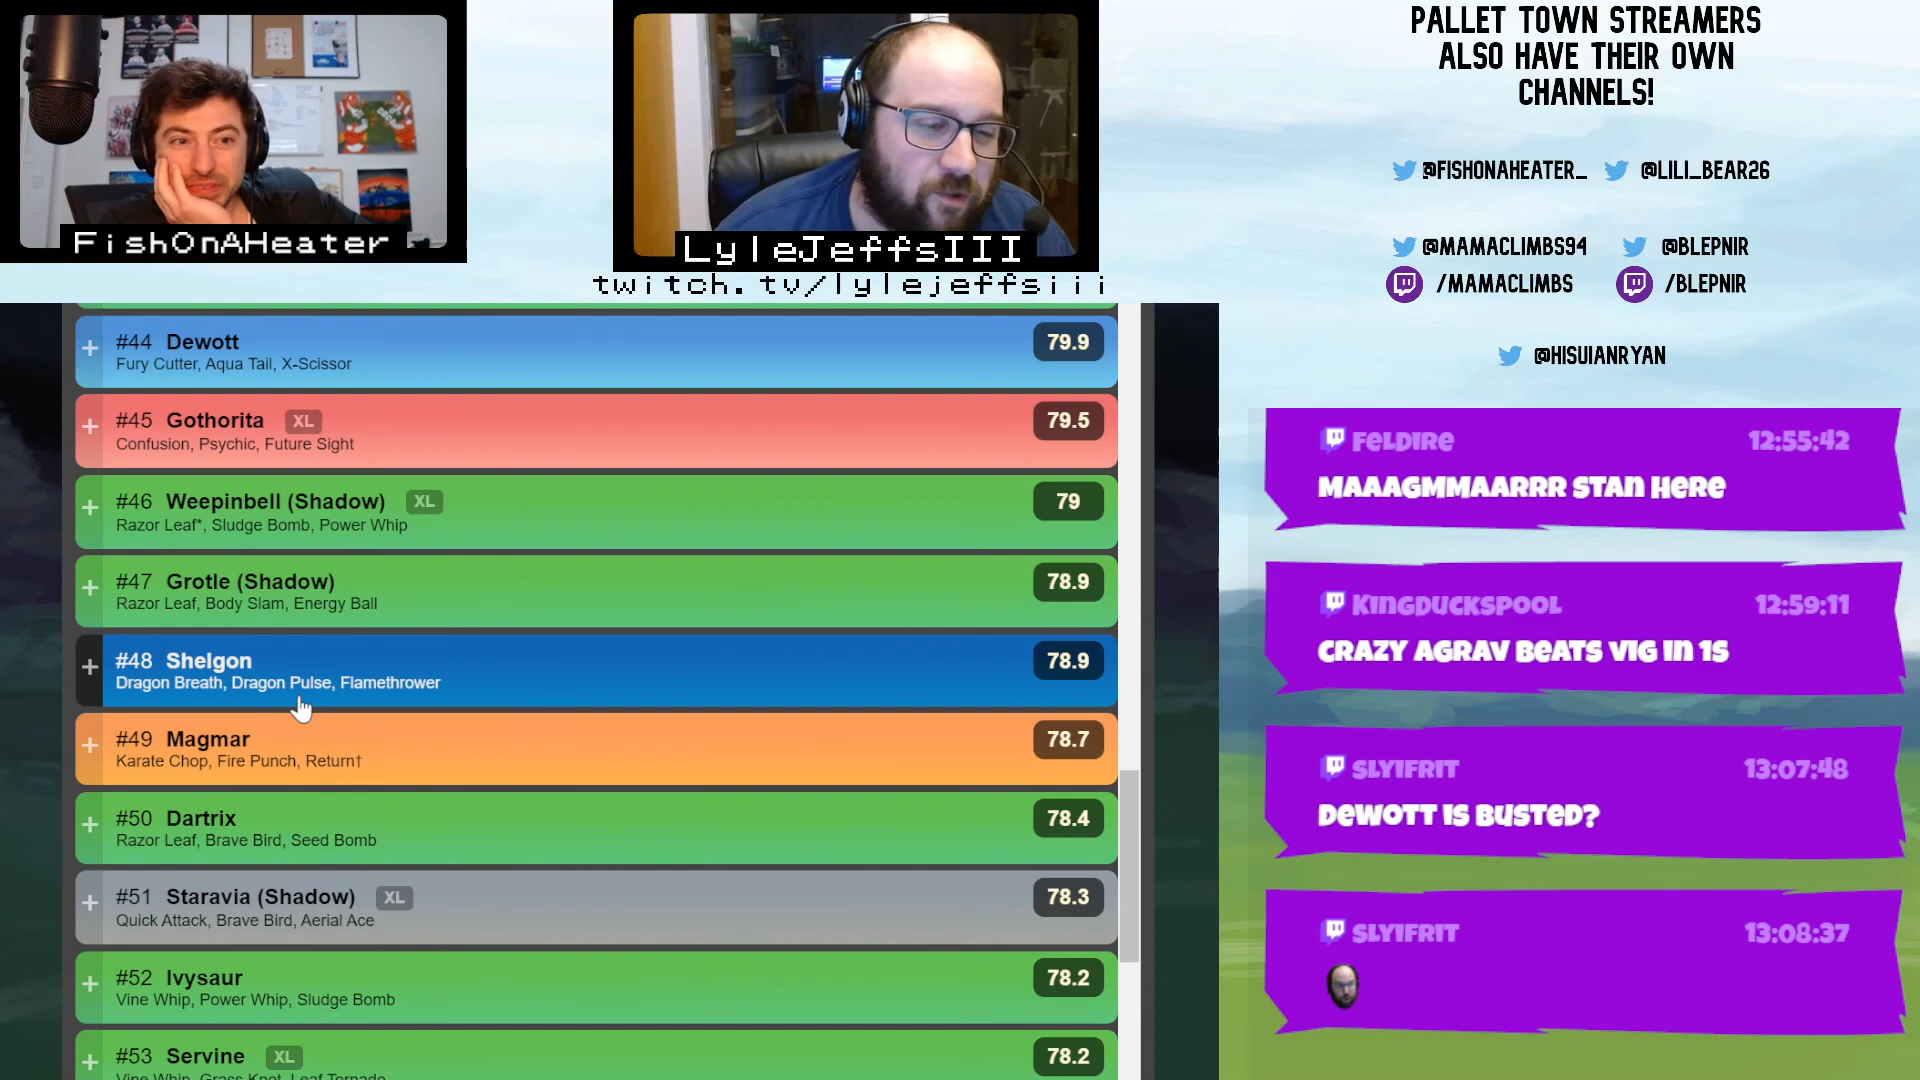 FishOnAHeater
LyleJeffsIII
twitch.tv/lylejeffsiii
PALLET TOWN STREAMERS
ALSO HAVE THEIR OWN
CHANNELS!
@FISHONAHEATER_ @LILI_BEAR26
@MAMACLIMBS94 @BLEPNIR
/MAMACLIMBS /BLEPNIR
@HISUIANRYAN
#44 Dewott 79.9
Fury Cutter, Aqua Tail, X-Scissor
#45 Gothorita XL 79.5
Confusion, Psychic, Future Sight
#46 Weepinbell (Shadow) XL 79
Razor Leaf*, Sludge Bomb, Power Whip
#47 Grotle (Shadow) 78.9
Razor Leaf, Body Slam, Energy Ball
#48 Shelgon 78.9
Dragon Breath, Dragon Pulse, Flamethrower
#49 Magmar 78.7
Karate Chop, Fire Punch, Return†
#50 Dartrix 78.4
Razor Leaf, Brave Bird, Seed Bomb
#51 Staravia (Shadow) XL 78.3
Quick Attack, Brave Bird, Aerial Ace
#52 Ivysaur 78.2
Vine Whip, Power Whip, Sludge Bomb
#53 Servine XL 78.2
Vine Whip, Grass Knot, Leaf Tornado
Feldire 12:55:42
MAAAGMMAARRR STAN HERE
KINGDUCKSPOOL 12:59:11
CRAZY AGRAV BEATS VIG IN 1S
SLYIFRIT 13:07:48
DEWOTT IS BUSTED?
SLYIFRIT 13:08:37